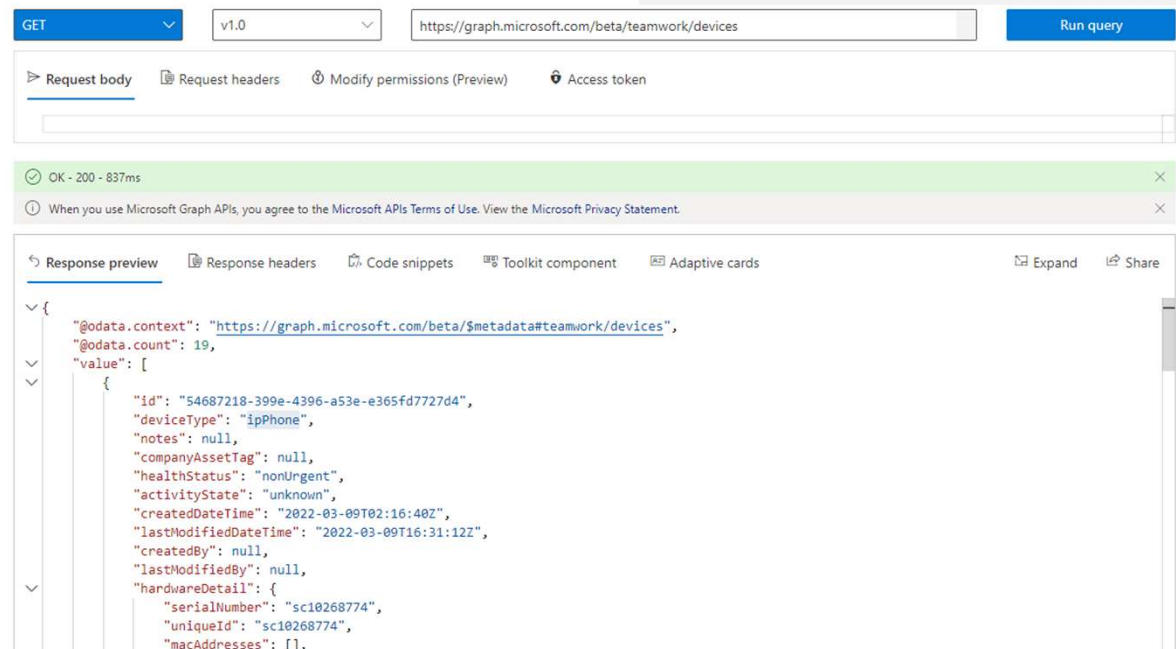 GET v1.0 https://graph.microsoft.com/beta/teamwork/devices Run query
Request body Request headers Modify permissions (Preview) Access token
OK - 200 - 837ms
When you use Microsoft Graph APIs, you agree to the Microsoft APIs Terms of Use. View the Microsoft Privacy Statement.
Response preview Response headers Code snippets Toolkit component Adaptive cards Expand Share
{
"@odata.context": "https://graph.microsoft.com/beta/$metadata#teamwork/devices",
"@odata.count": 19,
"value": [
{
"id": "54687218-399e-4396-a53e-e365fd7727d4",
"deviceType": "ipPhone",
"notes": null,
"companyAssetTag": null,
"healthStatus": "nonUrgent",
"activityState": "unknown",
"createdDateTime": "2022-03-09T02:16:40Z",
"lastModifiedDateTime": "2022-03-09T16:31:12Z",
"createdBy": null,
"lastModifiedBy": null,
"hardwareDetail": {
"serialNumber": "sc10268774",
"uniqueId": "sc10268774",
"macAddresses": [],